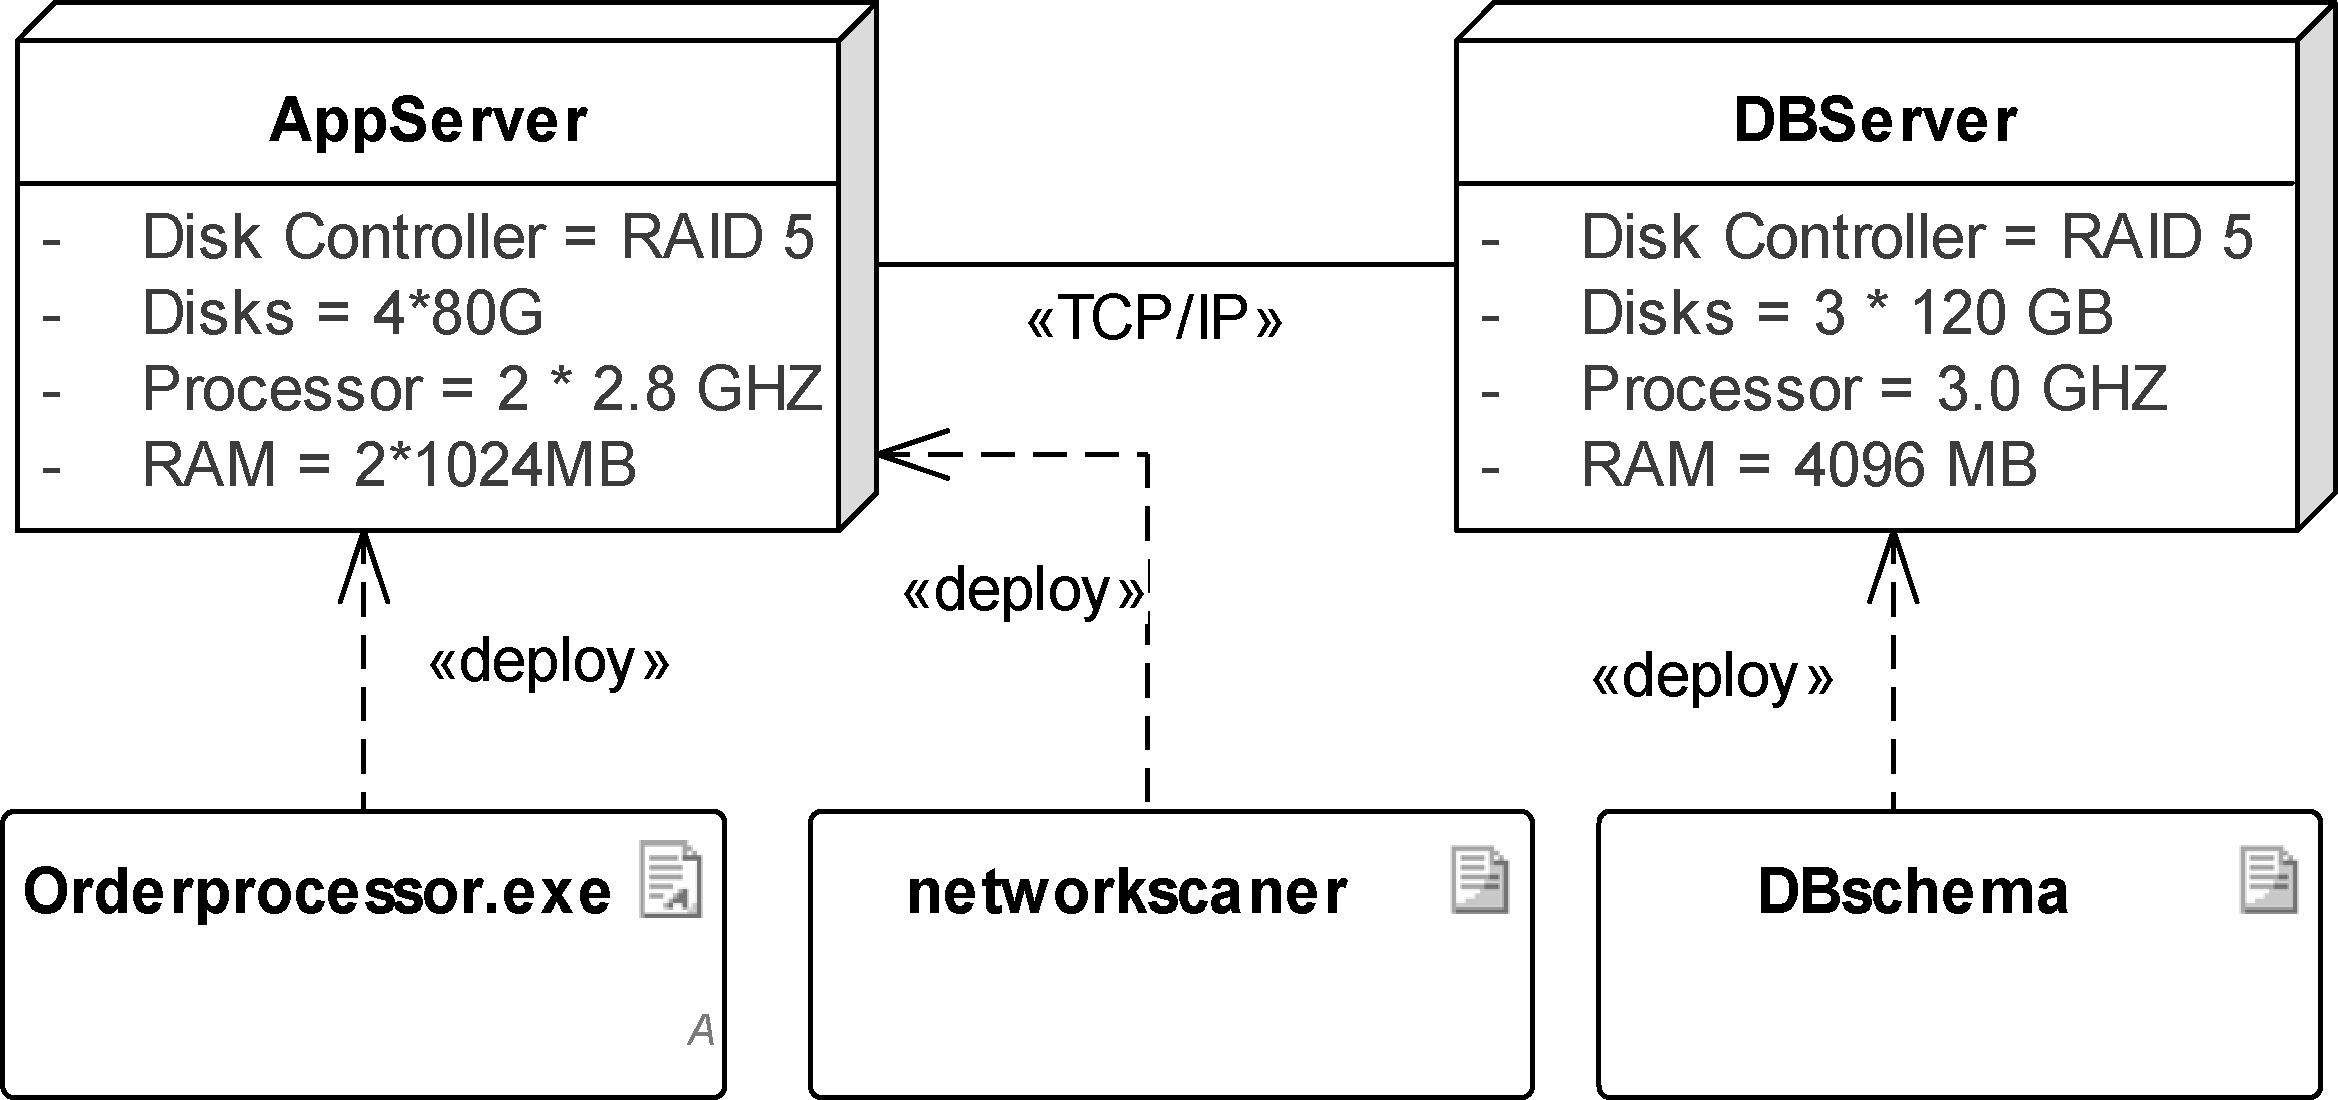 AppServer
- Disk Controller = RAID 5
- Disks = 4*80G
- Processor = 2 * 2.8 GHZ
- RAM = 2*1024MB
«TCP/IP»
DBServer
- Disk Controller = RAID 5
- Disks = 3 * 120 GB
- Processor = 3.0 GHZ
- RAM = 4096 MB
«deploy»
«deploy»
«deploy»
Orderprocessor.exe
A
networkscaner
DBschema